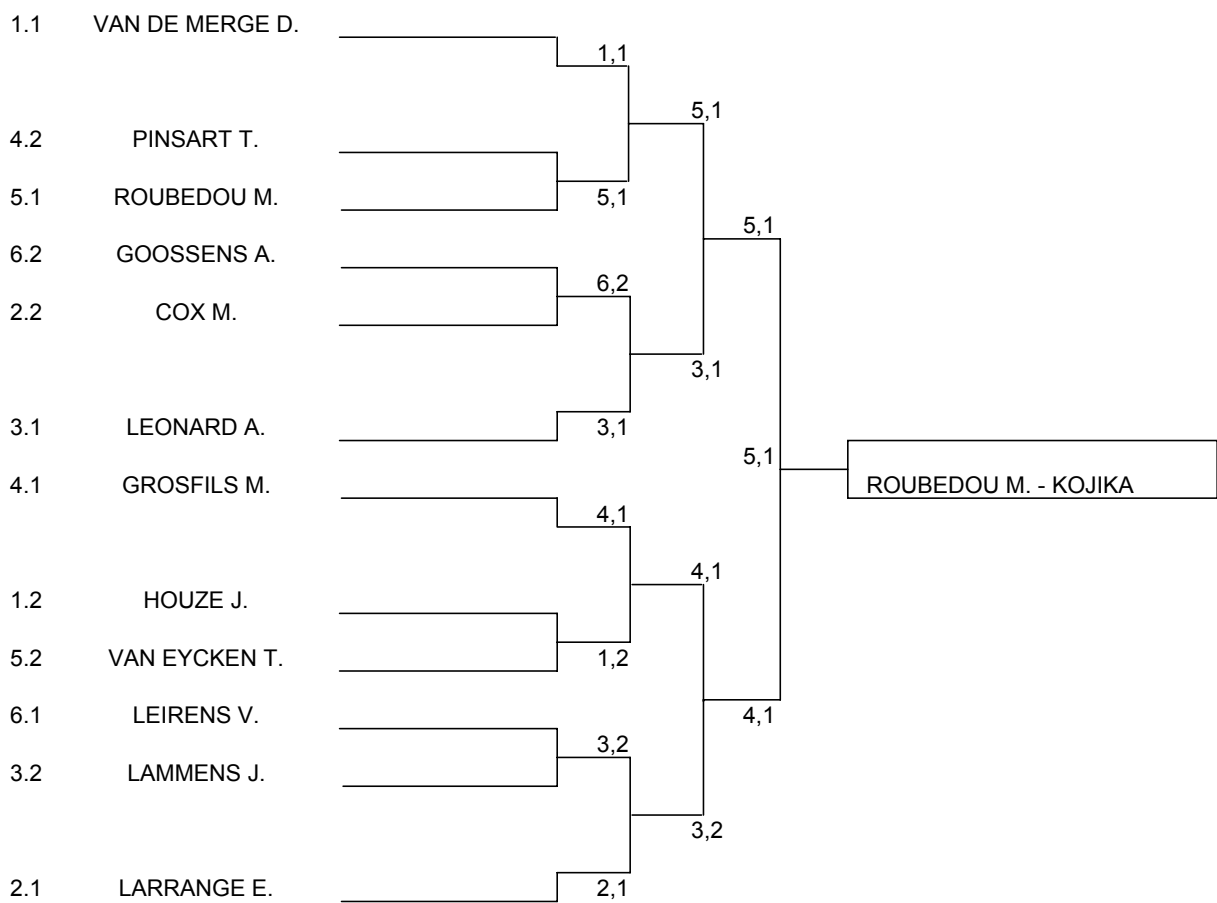 1.1 VAN DE MERGE D.
1,1
5,1
4.2 PINSART T.
5.1 ROUBEDOU M.
5,1
5,1
6.2 GOOSSENS A.
6,2
2.2 COX M.
3,1
3.1 LEONARD A.
3,1
5,1
4.1 GROSFILS M.
ROUBEDOU M. - KOJIKA
4,1
4,1
1.2 HOUZE J.
5.2 VAN EYCKEN T.
1,2
6.1 LEIRENS V.
4,1
3,2
3.2 LAMMENS J.
3,2
2.1 LARRANGE E.
2,1